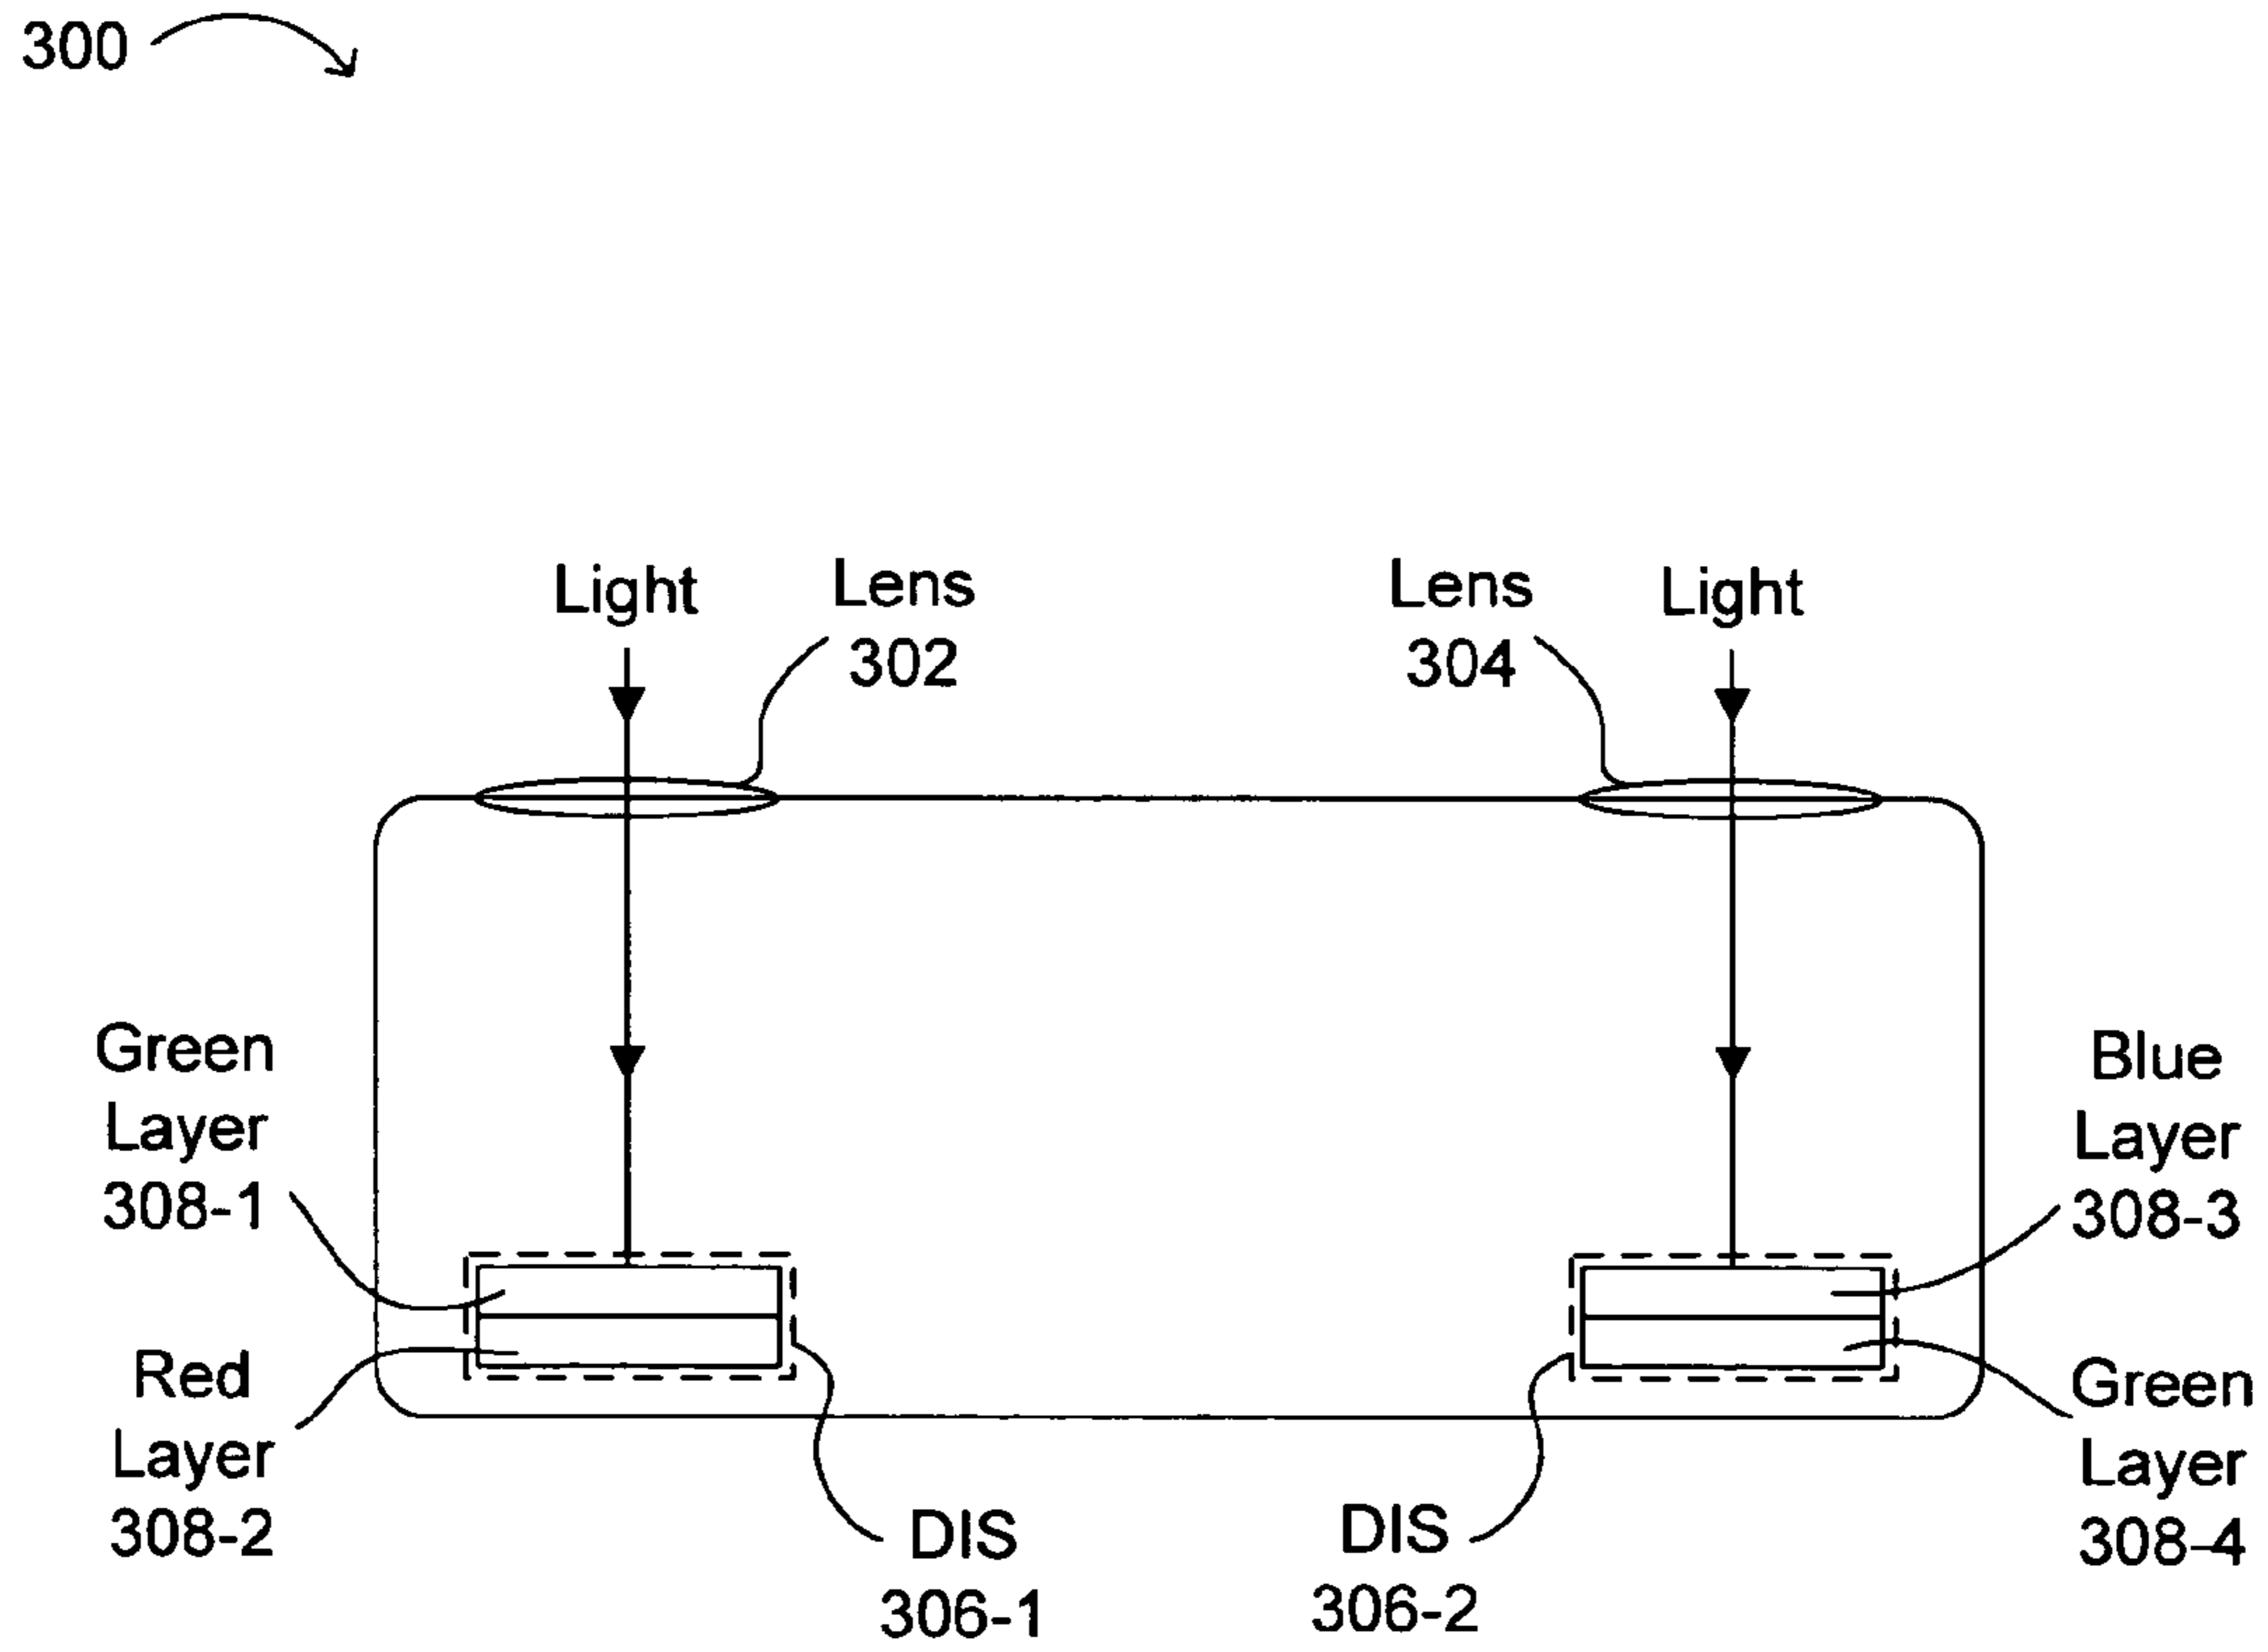 300
Light
Lens
302
Lens
304
Light
Green
Layer
308-1
Blue
Layer
308-3
Red
Layer
308-2
Green
Layer
308-4
DIS
306-1
DIS
306-2